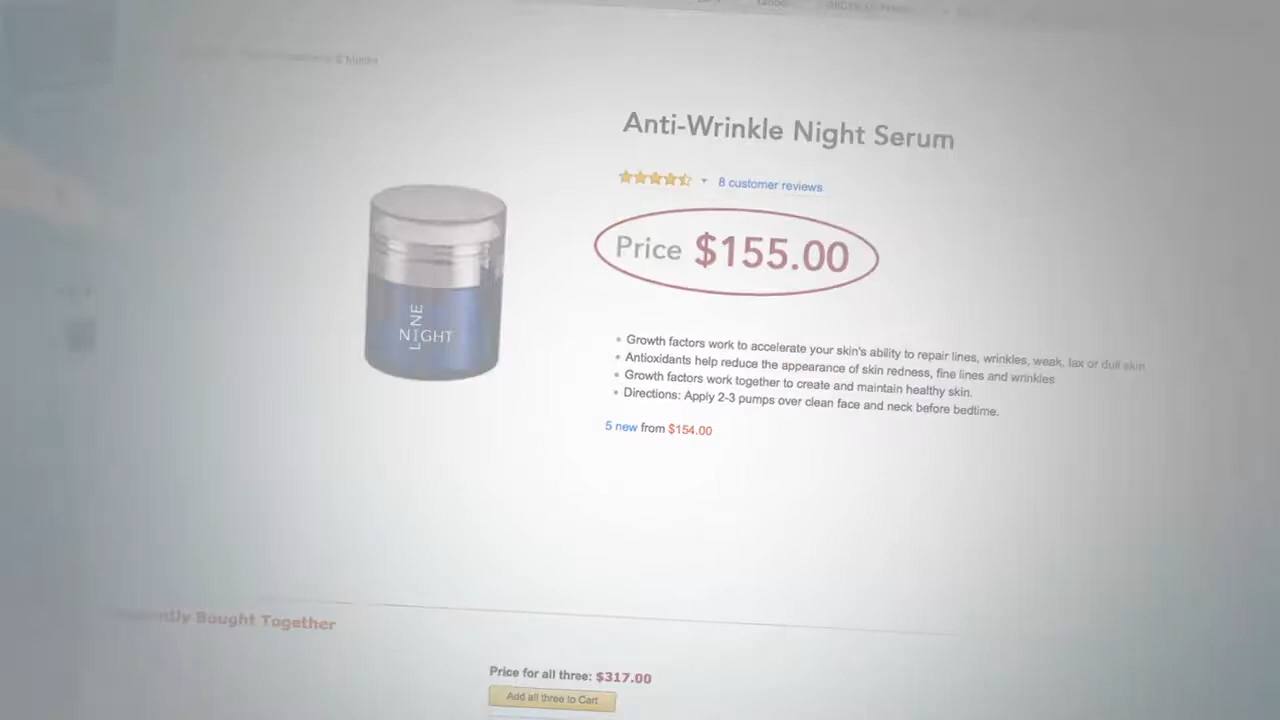 Anti-Wrinkle Night Serum
8 customer reviews
Price $155.00
LINE
NIGHT
Growth factors work to accelerate your skin's ability to repair lines, wrinkles, weak, lax or dull skin
Antioxidants help reduce the appearance of skin redness, fine lines and wrinkles
Growth factors work together to create and maintain healthy skin.
Directions: Apply 2-3 pumps over clean face and neck before bedtime.
5 new from $154.00
Bought Together
Price for all three: $317.00
Add all three to Cart